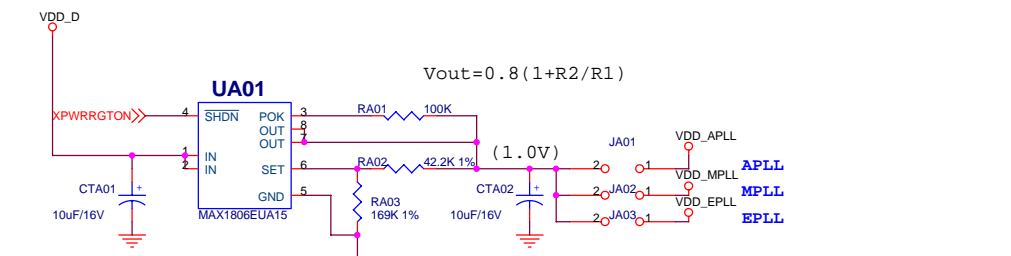 VDD_D
Vout=0.8(1+R2/R1)
UA01
XPWRRGTON
4
SHDN
POK
3
RA01
100K
OUT
8
OUT
7
1
IN
2
IN
SET
6
RA02
42.2K 1%
(1.0V)
GND
5
MAX1806EUA15
CTA01
+
10uF/16V
RA03
169K 1%
CTA02
+
10uF/16V
JA01
2
1
VDD_APLL
APLL
2
JA02
1
VDD_MPLL
MPLL
2
JA03
1
VDD_EPLL
EPLL